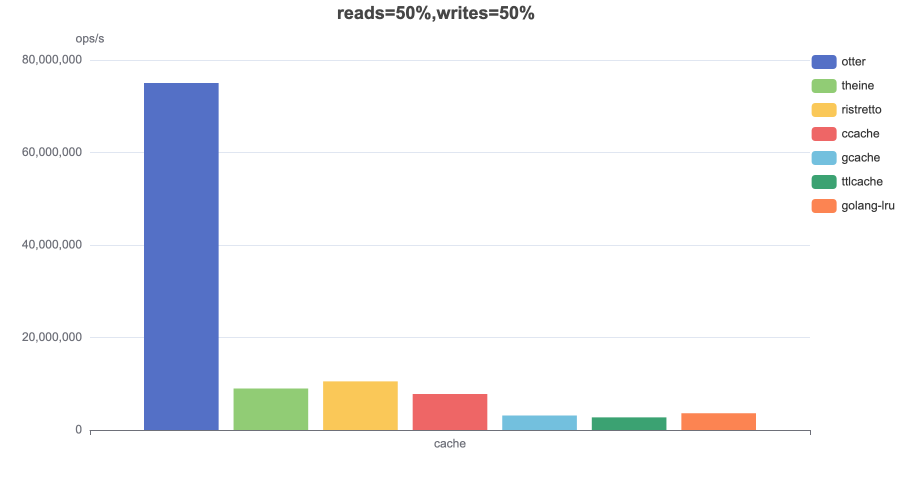 reads=50%,writes=50%
ops/s
80,000,000
60,000,000
40,000,000
20,000,000
0
cache
otter
theine
ristretto
ccache
gcache
ttlcache
golang-lru